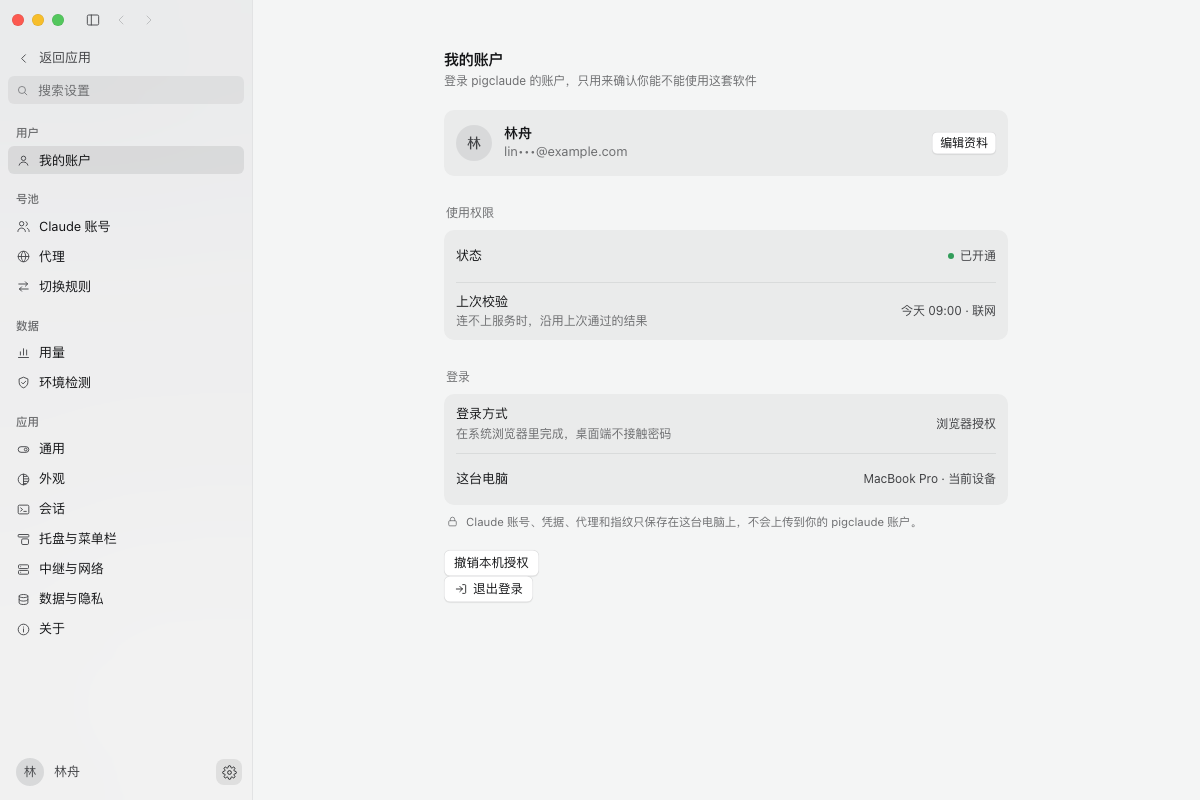 返回应用
搜索设置
用户
我的账户
号池
Claude 账号
代理
切换规则
数据
用量
环境检测
应用
通用
外观
会话
托盘与菜单栏
中继与网络
数据与隐私
关于
林 林舟
我的账户
登录 pigclaude 的账户，只用来确认你能不能使用这套软件
林
林舟
lin•••@example.com
编辑资料
使用权限
状态 已开通
上次校验
连不上服务时，沿用上次通过的结果
今天 09:00 · 联网
登录
登录方式
在系统浏览器里完成，桌面端不接触密码
浏览器授权
这台电脑 MacBook Pro · 当前设备
Claude 账号、凭据、代理和指纹只保存在这台电脑上，不会上传到你的 pigclaude 账户。
撤销本机授权
退出登录